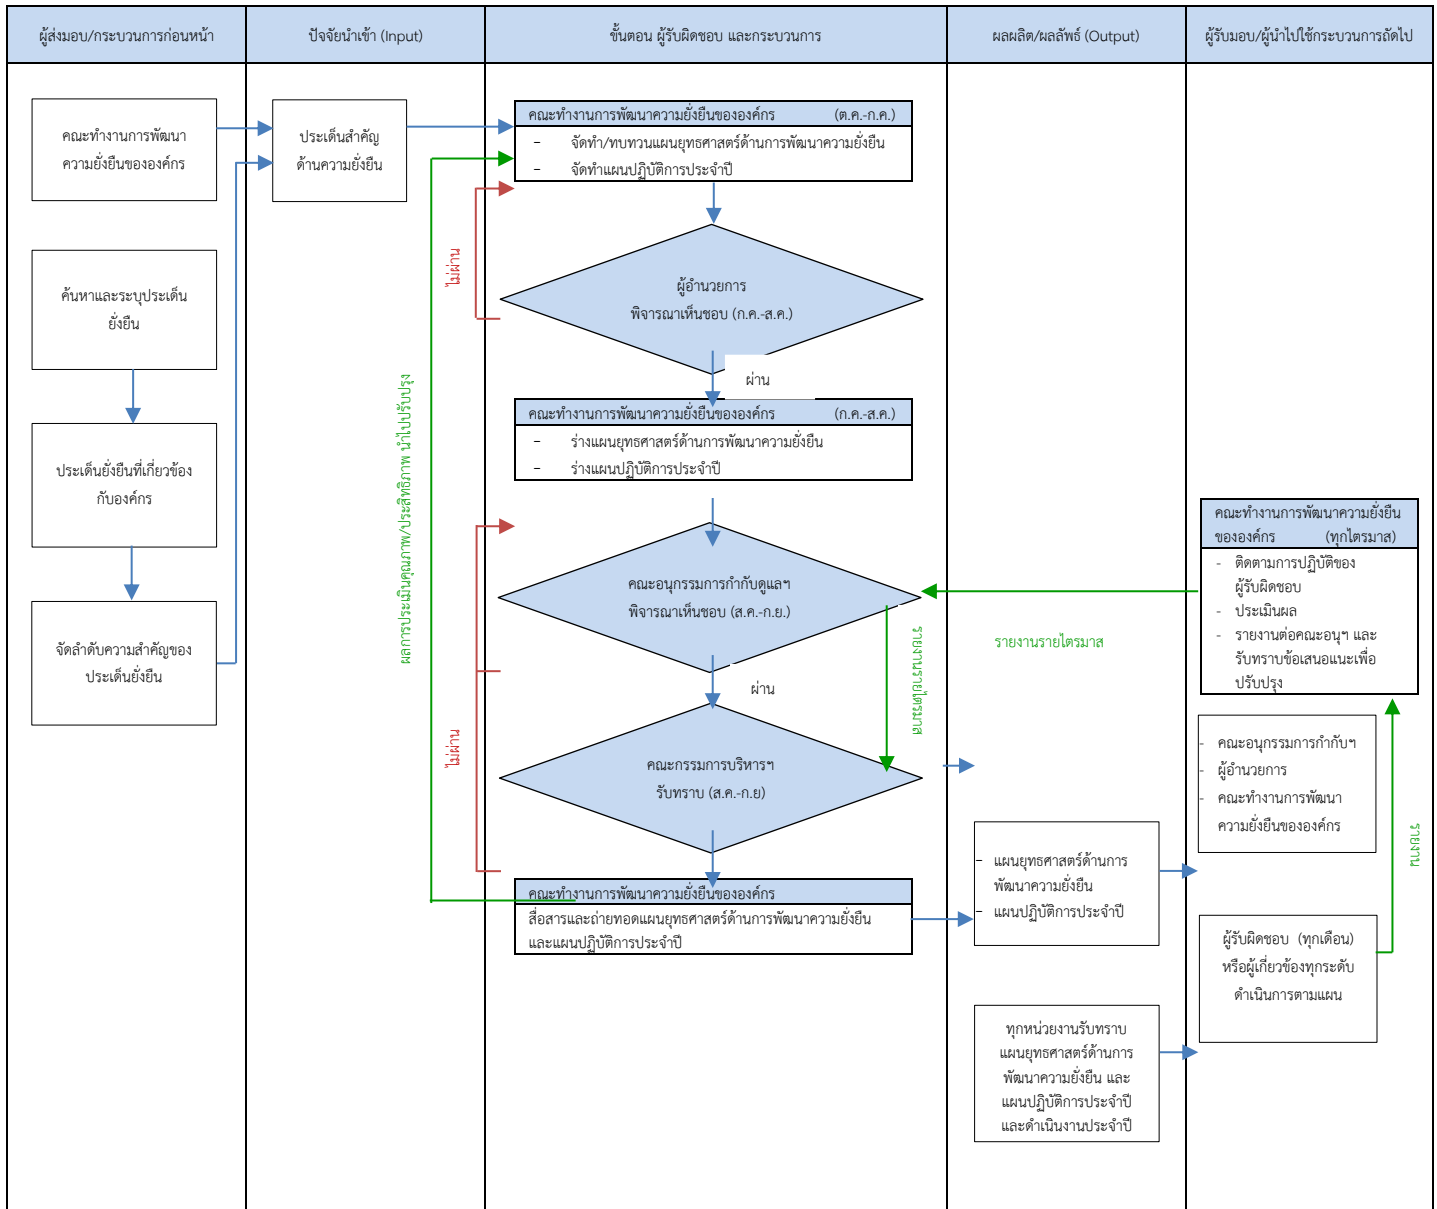 ผู้ส่งมอบ/กระบวนการก่อนหน้า
ปัจจัยนำเข้า (Input)
ขั้นตอน ผู้รับผิดชอบ และกระบวนการ
ผลผลิต/ผลลัพธ์ (Output)
ผู้รับมอบ/ผู้นำไปใช้กระบวนการถัดไป
คณะทำงานการพัฒนา
ความยั่งยืนขององค์กร
ค้นหาและระบุประเด็น
ยั่งยืน
ประเด็นยั่งยืนที่เกี่ยวข้อง
กับองค์กร
จัดลำดับความสำคัญของ
ประเด็นยั่งยืน
ประเด็นสำคัญ
ด้านความยั่งยืน
คณะทำงานการพัฒนาความยั่งยืนขององค์กร (ต.ค.-ก.ค.)
- จัดทำ/ทบทวนแผนยุทธศาสตร์ด้านการพัฒนาความยั่งยืน
- จัดทำแผนปฏิบัติการประจำปี
ไม่ผ่าน
ผู้อำนวยการ
พิจารณาเห็นชอบ (ก.ค.-ส.ค.)
ผ่าน
คณะทำงานการพัฒนาความยั่งยืนขององค์กร (ก.ค.-ส.ค.)
- ร่างแผนยุทธศาสตร์ด้านการพัฒนาความยั่งยืน
- ร่างแผนปฏิบัติการประจำปี
ผลการประเมินคุณภาพ/ประสิทธิภาพ นำไปปรับปรุง
คณะอนุกรรมการกำกับดูแลฯ
พิจารณาเห็นชอบ (ส.ค.-ก.ย.)
รายงานรายไตรมาส
ผ่าน
ไม่ผ่าน
คณะกรรมการบริหารฯ
รับทราบ (ส.ค.-ก.ย)
คณะทำงานการพัฒนาความยั่งยืนขององค์กร
สื่อสารและถ่ายทอดแผนยุทธศาสตร์ด้านการพัฒนาความยั่งยืน
และแผนปฏิบัติการประจำปี
รายงานรายไตรมาส
- แผนยุทธศาสตร์ด้านการ
พัฒนาความยั่งยืน
- แผนปฏิบัติการประจำปี
ทุกหน่วยงานรับทราบ
แผนยุทธศาสตร์ด้านการ
พัฒนาความยั่งยืน และ
แผนปฏิบัติการประจำปี
และดำเนินงานประจำปี
คณะทำงานการพัฒนาความยั่งยืน
ขององค์กร (ทุกไตรมาส)
- ติดตามการปฏิบัติของ
ผู้รับผิดชอบ
- ประเมินผล
- รายงานต่อคณะอนุฯ และ
รับทราบข้อเสนอแนะเพื่อ
ปรับปรุง
- คณะอนุกรรมการกำกับฯ
- ผู้อำนวยการ
- คณะทำงานการพัฒนา
ความยั่งยืนขององค์กร
รายงาน
ผู้รับผิดชอบ (ทุกเดือน)
หรือผู้เกี่ยวข้องทุกระดับ
ดำเนินการตามแผน